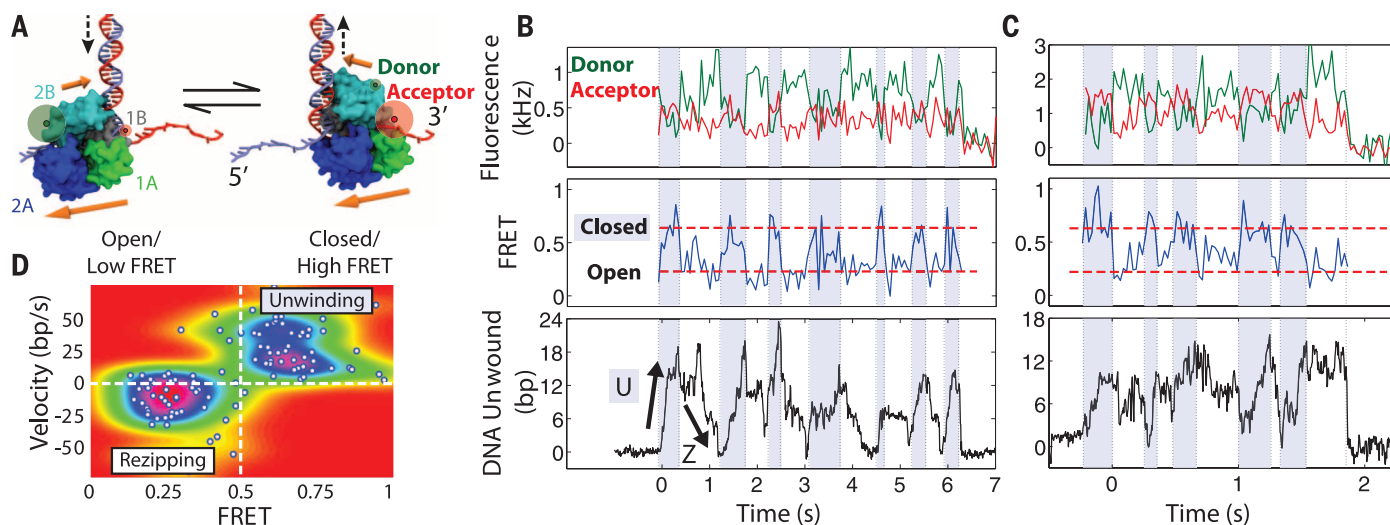 A
2B
1B
2A
1A
5′
3′
Donor
Acceptor
Open/
Low FRET
Closed/
High FRET
B
Fluorescence
(kHz)
1
0.5
0
Donor
Acceptor
FRET
1
0.5
0
Closed
Open
DNA Unwound
(bp)
24
18
12
6
0
U
Z
0 1 2 3 4 5 6 7
Time (s)
C
3
2
1
0
1
0.5
0
18
12
6
0
0 1 2
Time (s)
D
Velocity (bp/s)
50
25
0
-25
-50
Unwinding
Rezipping
0 0.25 0.5 0.75 1
FRET